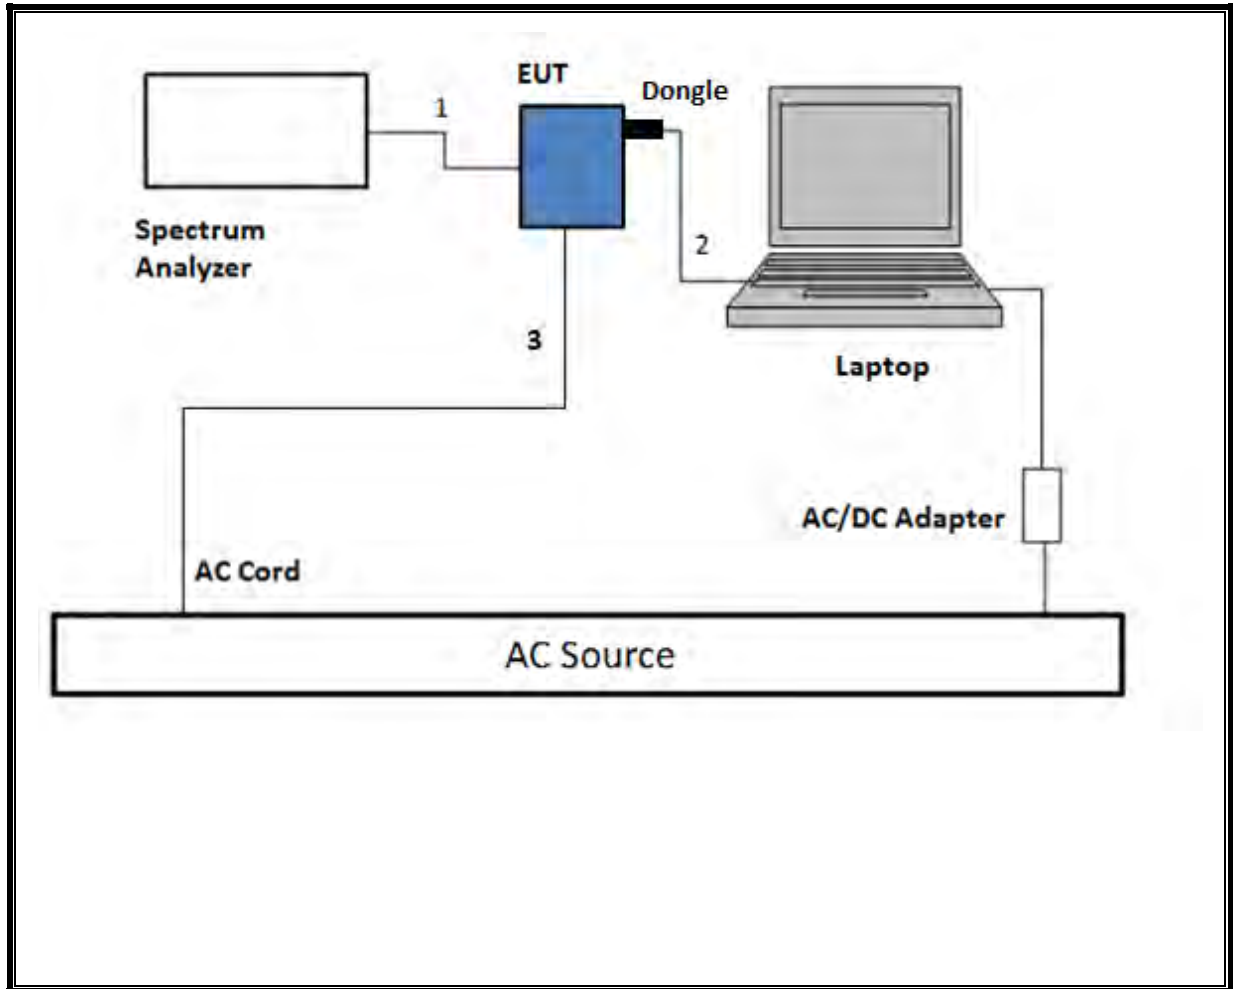 EUT
Dongle
1
Spectrum
Analyzer
2
3
Laptop
AC/DC Adapter
AC Cord
AC Source